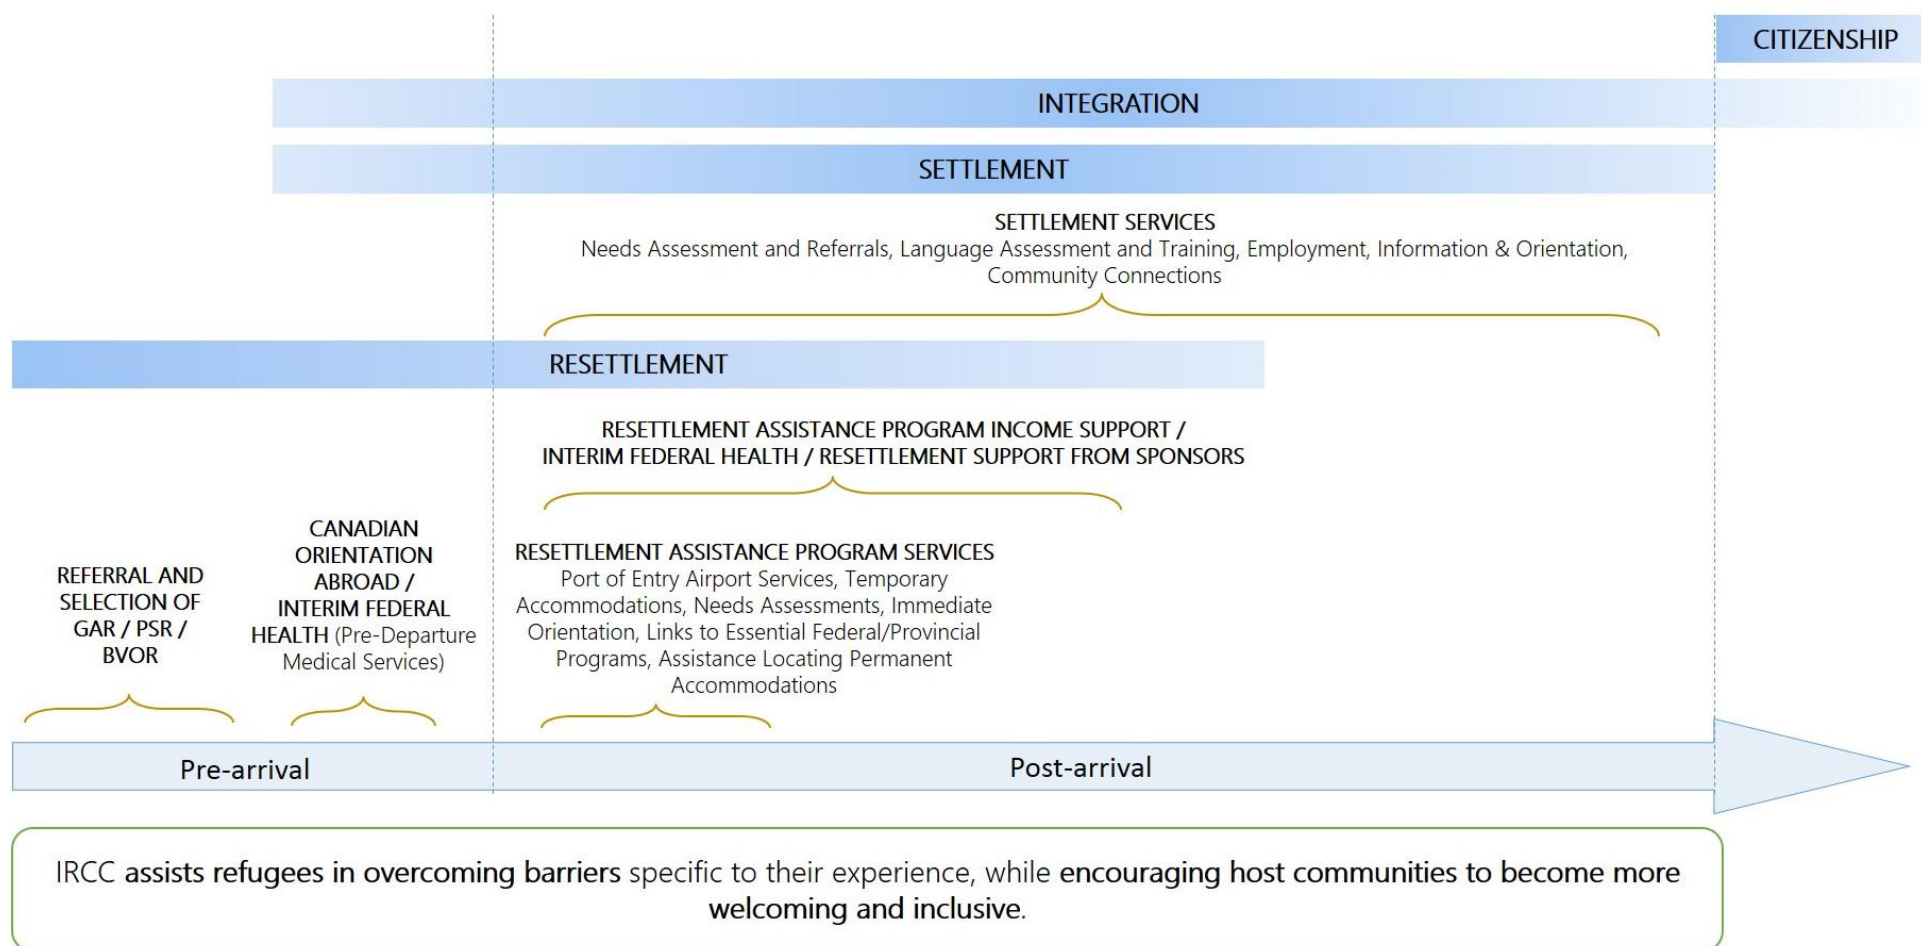 CITIZENSHIP
INTEGRATION
SETTLEMENT
SETTLEMENT SERVICES
Needs Assessment and Referrals, Language Assessment and Training, Employment, Information & Orientation,
Community Connections
RESETTLEMENT
RESETTLEMENT ASSISTANCE PROGRAM INCOME SUPPORT /
INTERIM FEDERAL HEALTH / RESETTLEMENT SUPPORT FROM SPONSORS
REFERRAL AND
SELECTION OF
GAR / PSR /
BVOR
CANADIAN
ORIENTATION
ABROAD /
INTERIM FEDERAL
HEALTH (Pre-Departure
Medical Services)
RESETTLEMENT ASSISTANCE PROGRAM SERVICES
Port of Entry Airport Services, Temporary
Accommodations, Needs Assessments, Immediate
Orientation, Links to Essential Federal/Provincial
Programs, Assistance Locating Permanent
Accommodations
Pre-arrival
Post-arrival
IRCC assists refugees in overcoming barriers specific to their experience, while encouraging host communities to become more
welcoming and inclusive.